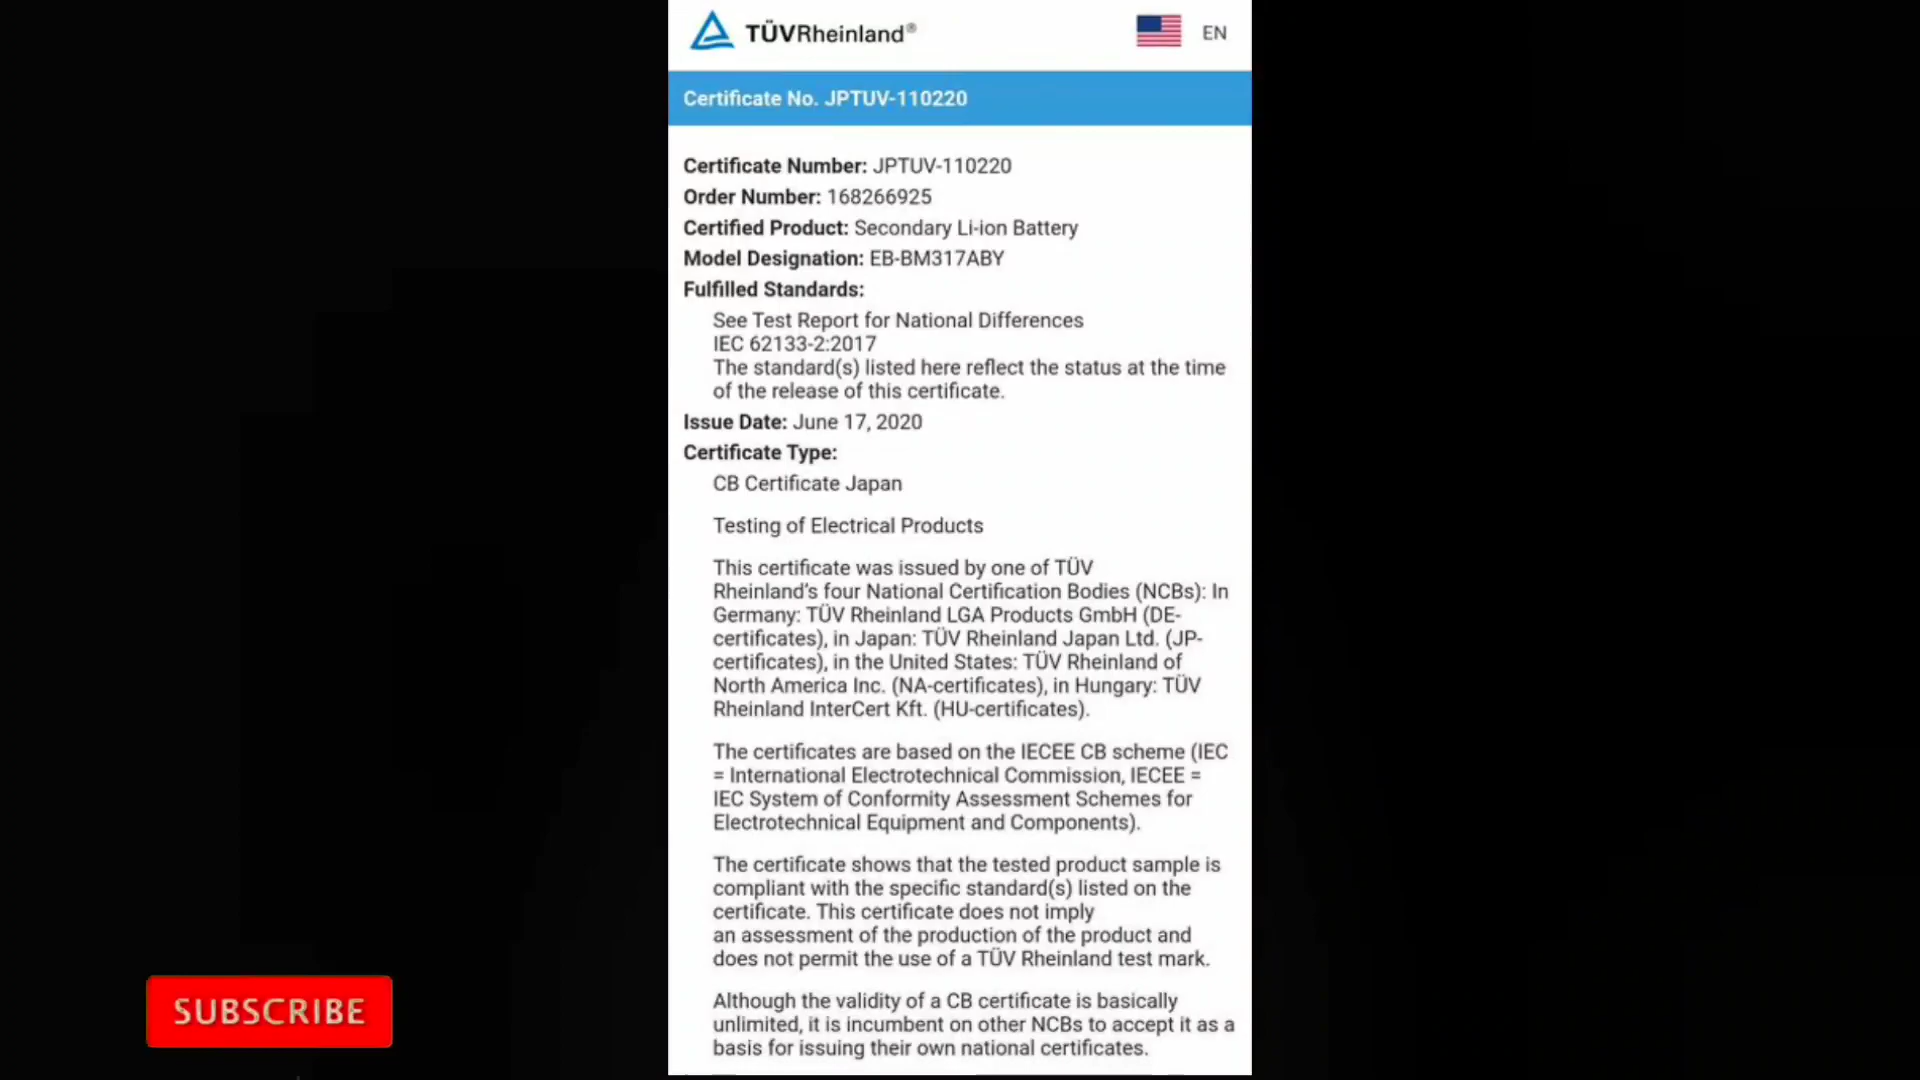 TÜVRheinland®
EN
Certificate No. JPTUV-110220
Certificate Number: JPTUV-110220
Order Number: 168266925
Certified Product: Secondary Li-ion Battery
Model Designation: EB-BM317ABY
Fulfilled Standards:
See Test Report for National Differences
IEC 62133-2:2017
The standard(s) listed here reflect the status at the time
of the release of this certificate.
Issue Date: June 17, 2020
Certificate Type:
CB Certificate Japan
Testing of Electrical Products
This certificate was issued by one of TÜV
Rheinland's four National Certification Bodies (NCBs): In
Germany: TÜV Rheinland LGA Products GmbH (DE-
certificates), in Japan: TÜV Rheinland Japan Ltd. (JP-
certificates), in the United States: TÜV Rheinland of
North America Inc. (NA-certificates), in Hungary: TÜV
Rheinland InterCert Kft. (HU-certificates).
The certificates are based on the IECEE CB scheme (IEC
= International Electrotechnical Commission, IECEE =
IEC System of Conformity Assessment Schemes for
Electrotechnical Equipment and Components).
The certificate shows that the tested product sample is
compliant with the specific standard(s) listed on the
certificate. This certificate does not imply
an assessment of the production of the product and
does not permit the use of a TÜV Rheinland test mark.
Although the validity of a CB certificate is basically
unlimited, it is incumbent on other NCBs to accept it as a
basis for issuing their own national certificates.
SUBSCRIBE